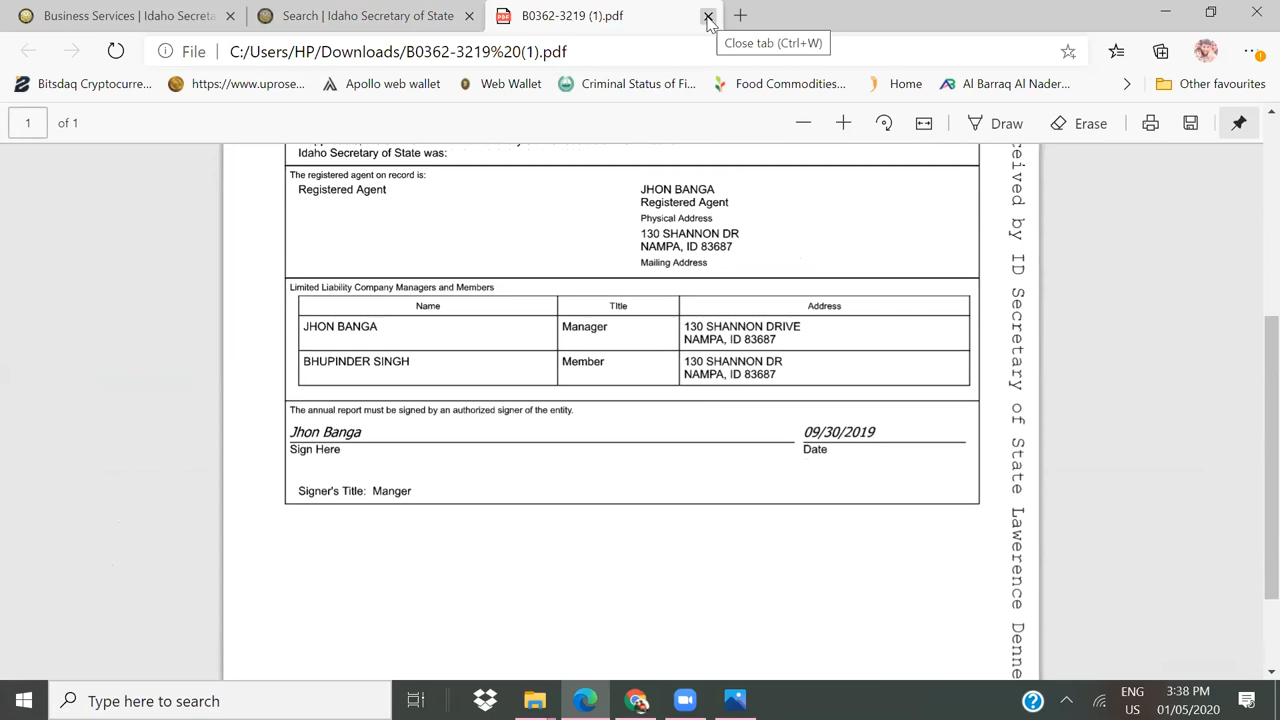 Business Services | Idaho Secreta
Search | Idaho Secretary of State
PDF
B0362-3219 (1).pdf
Close tab (Ctrl+W)
File
C:/Users/HP/Downloads/B0362-3219%20(1).pdf
Bitsdaq Cryptocurre...
https://www.uprose...
Apollo web wallet
Web Wallet
Criminal Status of Fi...
Food Commodities...
Home
Al Barraq Al Nader...
Other favourites
1
of 1
Draw
Erase
Idaho Secretary of State was:
The registered agent on record is:
Registered Agent
JHON BANGA
Registered Agent
Physical Address
130 SHANNON DR
NAMPA, ID 83687
Mailing Address
Limited Liability Company Managers and Members
Name
Title
Address
JHON BANGA
Manager
130 SHANNON DRIVE
NAMPA, ID 83687
BHUPINDER SINGH
Member
130 SHANNON DR
NAMPA, ID 83687
The annual report must be signed by an authorized signer of the entity.
Jhon Banga
09/30/2019
Sign Here
Date
Signer's Title: Manger
ceived by ID Secretary of State Lawerence Denne
Type here to search
ENG
US
3:38 PM
01/05/2020